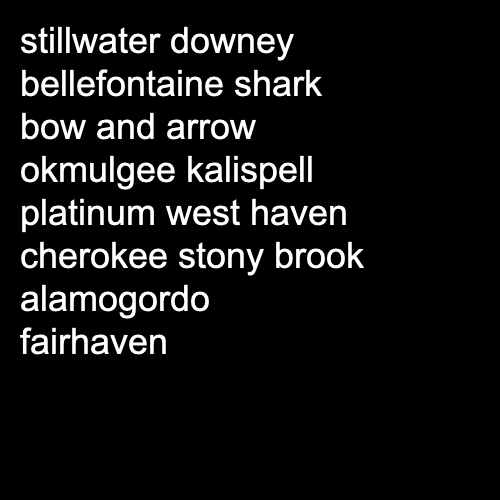 stillwater downey
bellefontaine shark
bow and arrow
okmulgee kalispell
platinum west haven
cherokee stony brook
alamogordo
fairhaven